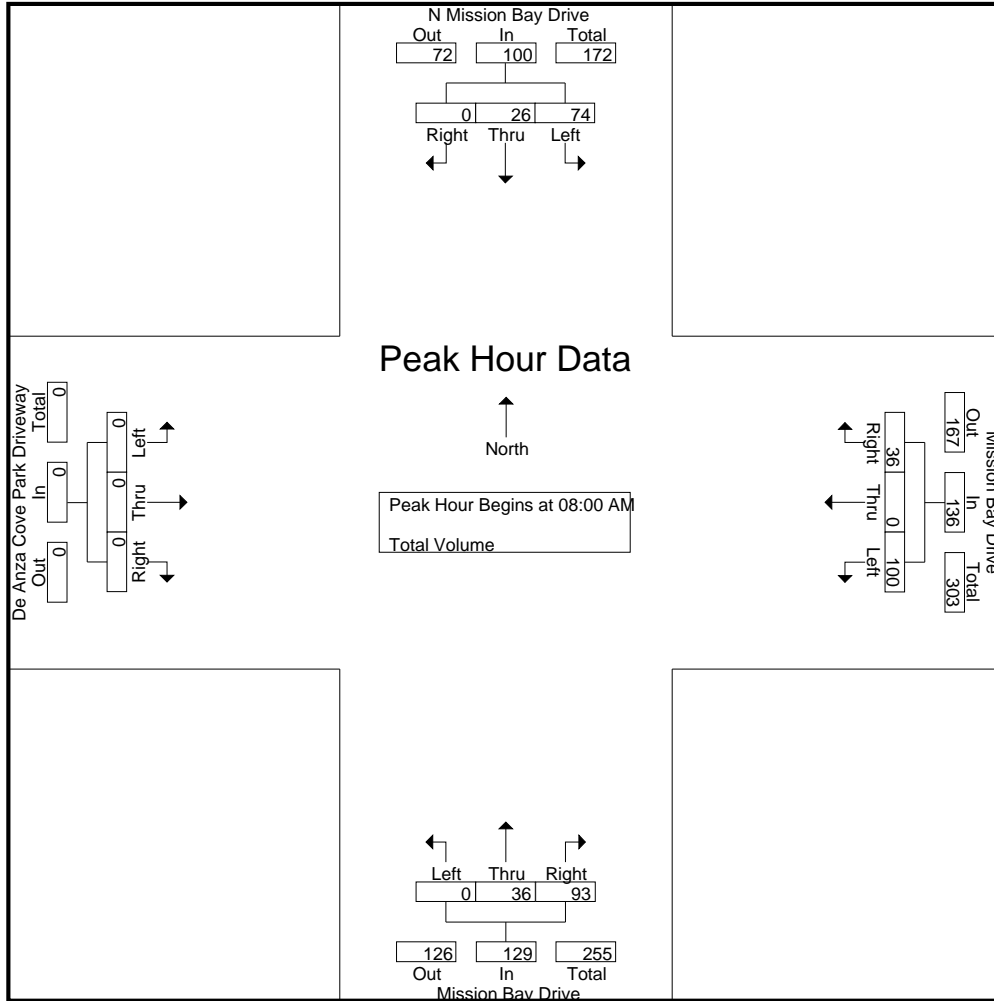 N Mission Bay Drive
Out In Total
72 100 172
0 26 74
Right Thru Left
Peak Hour Data
North
Peak Hour Begins at 08:00 AM
Total Volume
De Anza Cove Park Driveway
Out In Total
0 0 0
Right Thru Left
0 0 0
Mission Bay Drive
Out In Total
167 136 303
36 0 100
Right Thru Left
Left Thru Right
0 36 93
126 129 255
Out In Total
Mission Bay Drive